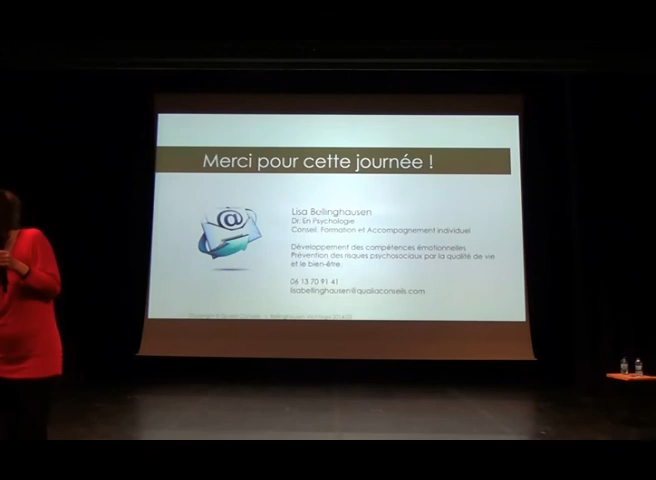 Merci pour cette journée !
@
Lisa Bellinghausen
Dr. En Psychologie
Conseil, Formation et Accompagnement individuel
Développement des compétences émotionnelles
Prévention des risques psychosociaux par la qualité de vie
et le bien-être.
06 13 70 91 41
lisabellinghausen@qualiaconseils.com